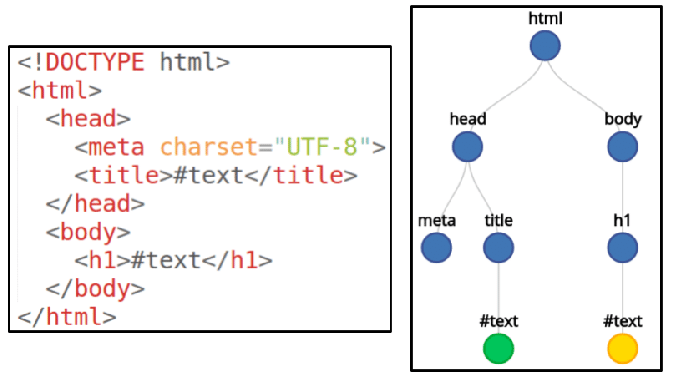 <!DOCTYPE html>
<html>
  <head>
    <meta charset="UTF-8">
    <title>#text</title>
  </head>
  <body>
    <h1>#text</h1>
  </body>
</html>
html
head body
meta title h1
#text #text